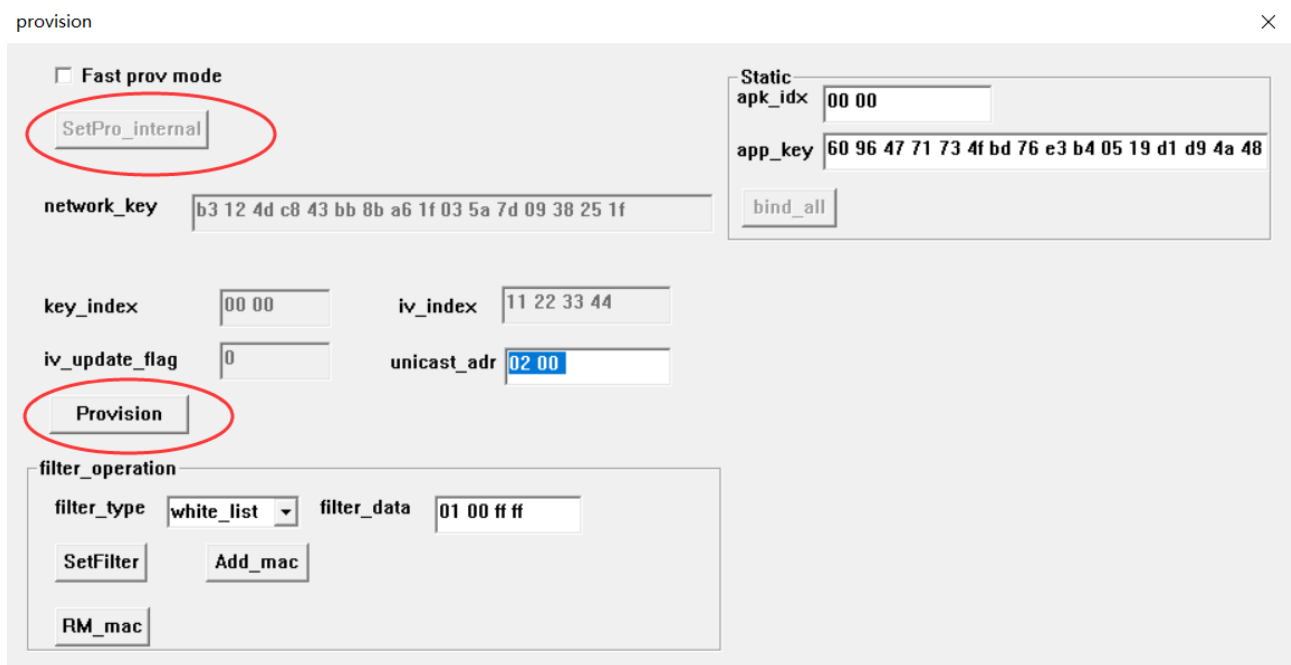 provision
Fast prov mode
SetPro_internal
network_key b3 12 4d c8 43 bb 8b a6 1f 03 5a 7d 09 38 25 1f
key_index 00 00 iv_index 11 22 33 44
iv_update_flag 0 unicast_adr 02 00
Provision
filter_operation
filter_type white_list filter_data 01 00 ff ff
SetFilter Add_mac
RM_mac
Static
apk_idx 00 00
app_key 60 96 47 71 73 4f bd 76 e3 b4 05 19 d1 d9 4a 48
bind_all